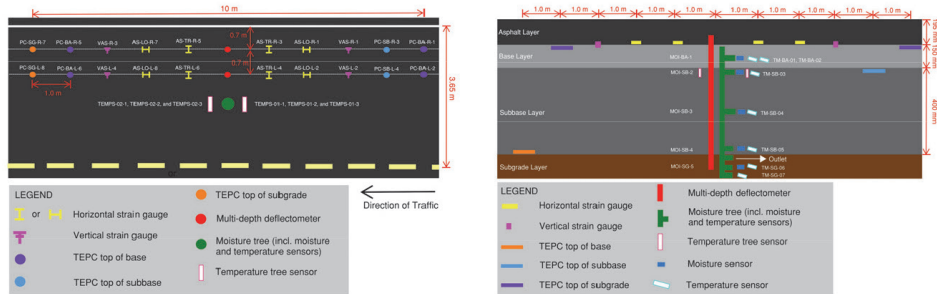 10 m
PC-SG-R-7 PC-BA-R-5 VAS-R-3 AS-LO-R-7 AS-TR-R-5 0.7 m AS-TR-R-3 AS-LO-R-1 VAS-R-1 PC-SB-R-3 PC-BA-R-1
PC-SG-L-8 PC-BA-L-6 VAS-L-4 AS-LO-L-8 AS-TR-L-6 0.7 m AS-TR-L-4 AS-LO-L-2 VAS-L-2 PC-SB-L-4 PC-BA-L-2
1.0 m
TEMPS-02-1, TEMPS-02-2, and TEMPS-02-3
TEMPS-01-1, TEMPS-01-2, and TEMPS-01-3
3.65 m
LEGEND
or
Horizontal strain gauge
Vertical strain gauge
TEPC top of base
TEPC top of subbase
TEPC top of subgrade
Multi-depth deflectometer
Moisture tree (incl. moisture
and temperature sensors)
Temperature tree sensor
Direction of Traffic
1.0 m 1.0 m 1.0 m 1.0 m 1.0 m 1.0 m 1.0 m 1.0 m 1.0 m 1.0 m
Asphalt Layer
Base Layer
Subbase Layer
Subgrade Layer
MOI-BA-1
TM-BA-01, TM-BA-02
MOI-SB-2
TM-SB-03
MOI-SB-3
TM-SB-04
MOI-SB-4
TM-SB-05
Outlet
MOI-SG-5
TM-SG-06
TM-SG-07
150 mm
400 mm
LEGEND
Horizontal strain gauge
Vertical strain gauge
TEPC top of base
TEPC top of subbase
TEPC top of subgrade
Multi-depth deflectometer
Moisture tree (incl. moisture
and temperature sensors)
Temperature tree sensor
Moisture sensor
Temperature sensor